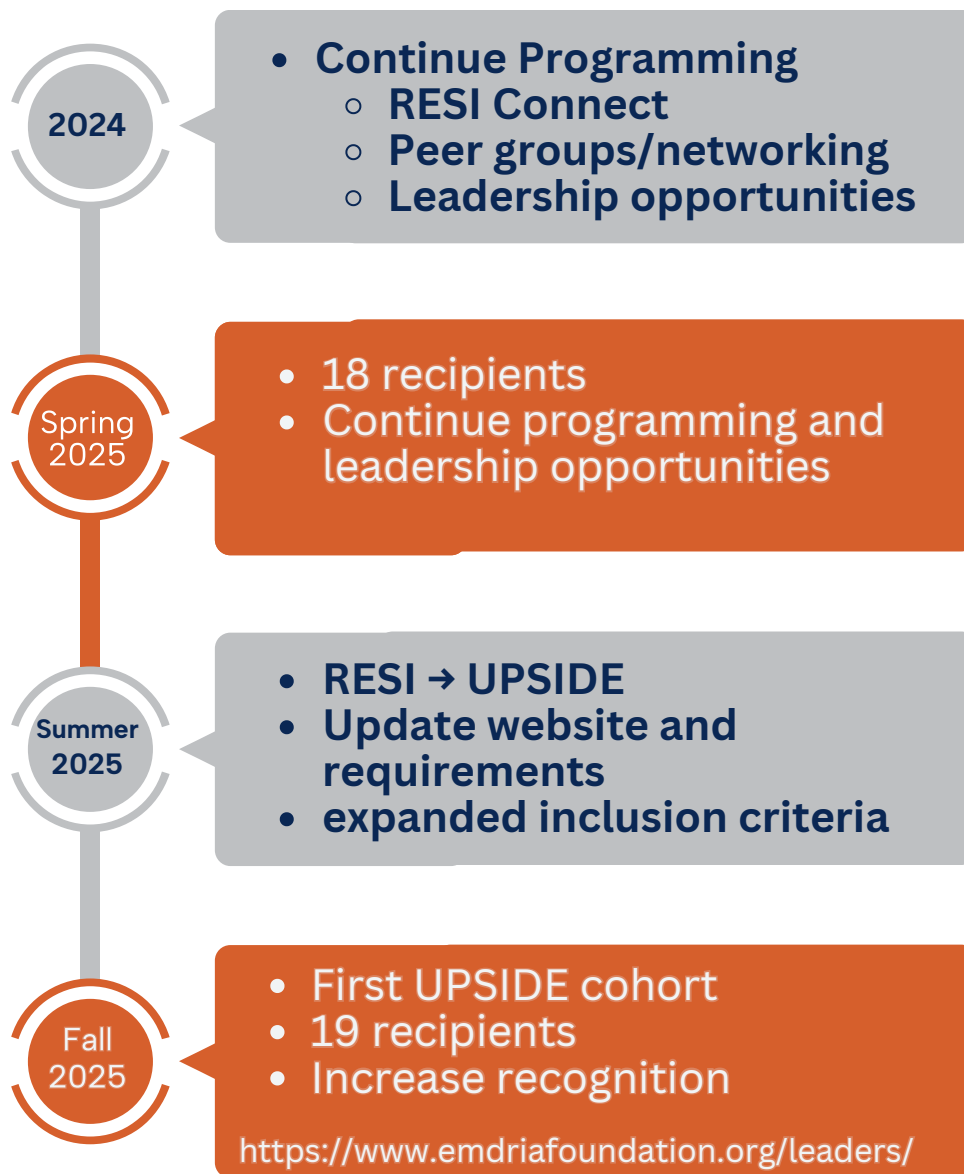 2024
• Continue Programming
○ RESI Connect
○ Peer groups/networking
○ Leadership opportunities
Spring
2025
• 18 recipients
• Continue programming and
leadership opportunities
Summer
2025
• RESI → UPSIDE
• Update website and
requirements
• expanded inclusion criteria
Fall
2025
• First UPSIDE cohort
• 19 recipients
• Increase recognition
https://www.emdriafoundation.org/leaders/